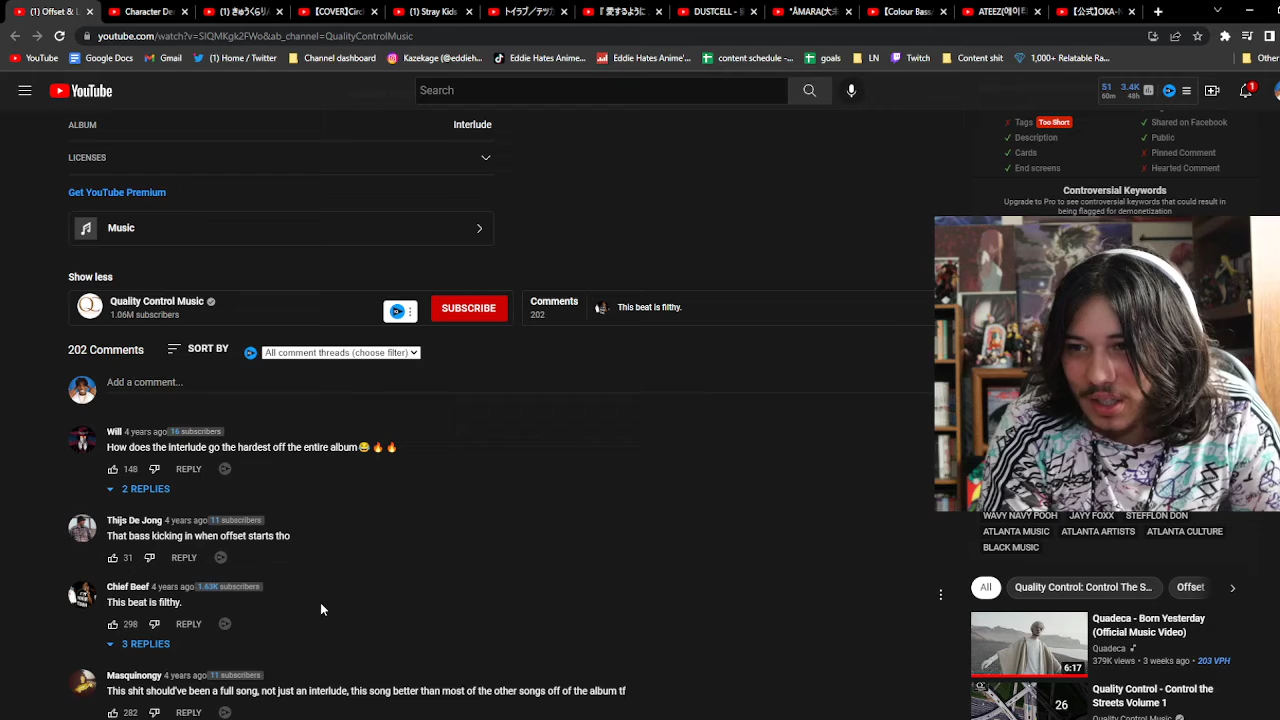 (1) Offset & L
Character De
(1) きゅうくらりん
【COVER】Circl
(1) Stray Kids
トイラブ／テヅカ
『 愛するように
DUSTCELL -
"ÅMARA(大未
【Colour Bass/
ATEEZ(에이티
【公式】OKA-N
youtube.com/watch?v=SIQMKgk2FWo&ab_channel=QualityControlMusic
YouTube
Google Docs
Gmail
(1) Home / Twitter
Channel dashboard
Kazekage (@eddieh...
Eddie Hates Anime'...
Eddie Hates Anime'...
content schedule -...
goals
LN
Twitch
Content shit
1,000+ Relatable Ra...
Other
YouTube
Search
51
60m
3.4K
48h
1
ALBUM
Interlude
LICENSES
Get YouTube Premium
Music
Show less
Quality Control Music
1.06M subscribers
SUBSCRIBE
Comments
202
This beat is filthy.
202 Comments
SORT BY
All comment threads (choose filter)
Add a comment...
Will 4 years ago 16 subscribers
How does the interlude go the hardest off the entire album😂🔥🔥
148
REPLY
2 REPLIES
Thijs De Jong 4 years ago 11 subscribers
That bass kicking in when offset starts tho
31
REPLY
Chief Beef 4 years ago 1.63K subscribers
This beat is filthy.
298
REPLY
3 REPLIES
Masquinongy 4 years ago 11 subscribers
This shit should've been a full song, not just an interlude, this song better than most of the other songs off of the album tf
282
REPLY
Tags Too Short
Shared on Facebook
Description
Public
Cards
Pinned Comment
End screens
Hearted Comment
Controversial Keywords
Upgrade to Pro to see controversial keywords that could result in
being flagged for demonetization
WAVY NAVY POOH
JAYY FOXX
STEFFLON DON
ATLANTA MUSIC
ATLANTA ARTISTS
ATLANTA CULTURE
BLACK MUSIC
All
Quality Control: Control The S...
Offset
Quadeca - Born Yesterday
(Official Music Video)
Quadeca
379K views • 3 weeks ago • 203 VPH
6:17
Quality Control - Control the
Streets Volume 1
Quality Control Music
26